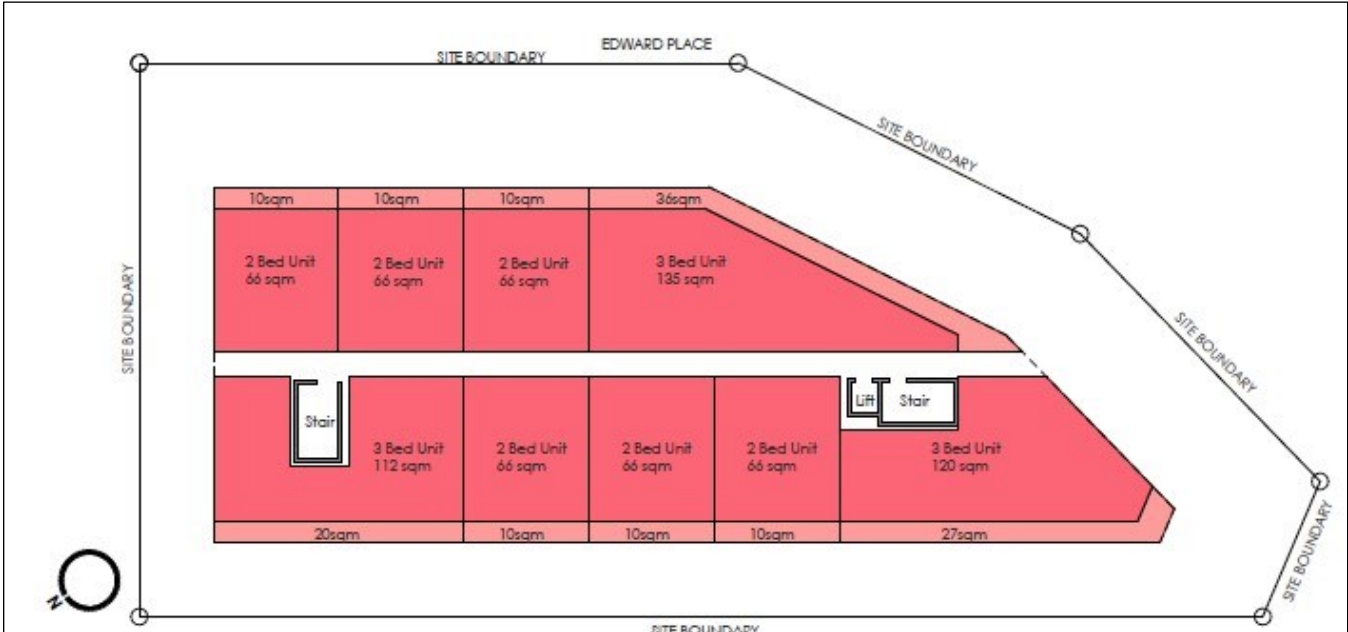 EDWARD PLACE
SITE BOUNDARY
SITE BOUNDARY
10sqm
10sqm
10sqm
36sqm
2 Bed Unit
66 sqm
2 Bed Unit
66 sqm
2 Bed Unit
66 sqm
3 Bed Unit
135 sqm
SITE BOUNDARY
SITE BOUNDARY
Stair
Lift
Stair
3 Bed Unit
112 sqm
2 Bed Unit
66 sqm
2 Bed Unit
66 sqm
2 Bed Unit
66 sqm
3 Bed Unit
120 sqm
20sqm
10sqm
10sqm
10sqm
27sqm
SITE BOUNDARY
N
SITE BOUNDARY